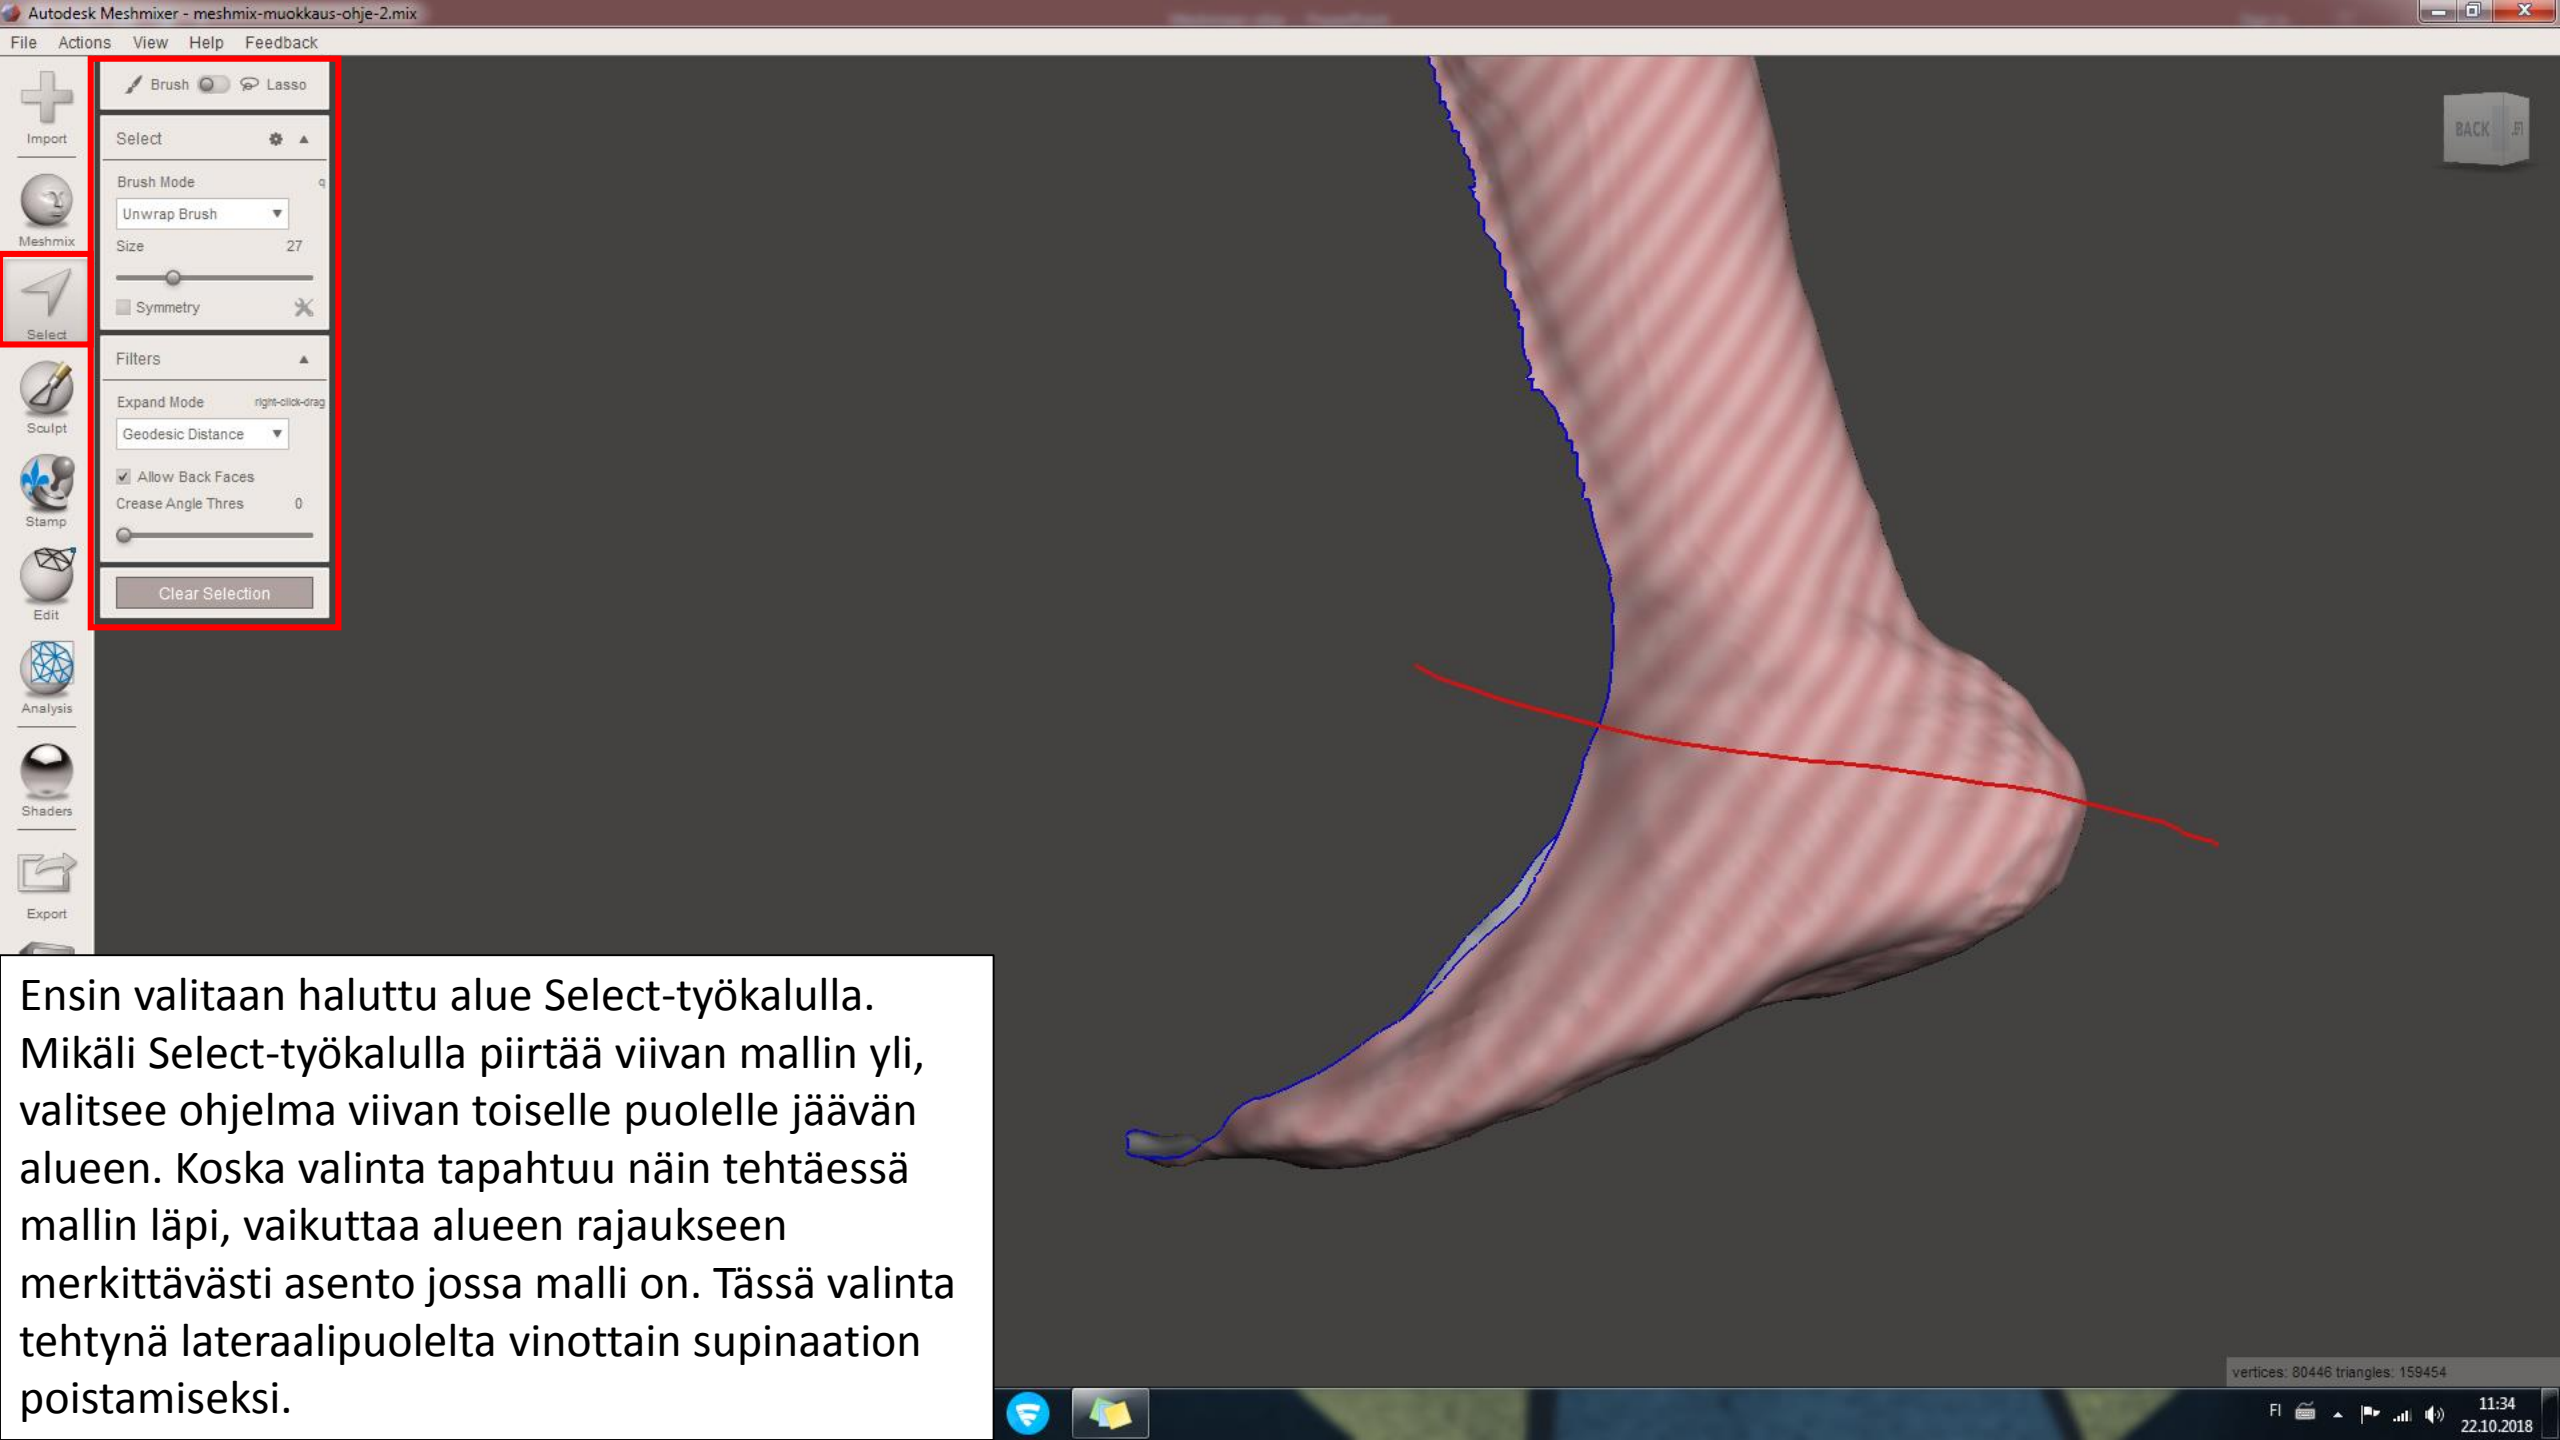 Autodesk Meshmixer - meshmix-muokkaus-ohje-2.mix
File Actions View Help Feedback
Import
Meshmix
Select
Sculpt
Stamp
Edit
Analysis
Shaders
Export
Brush Lasso
Select
Brush Mode q
Unwrap Brush
Size 27
Symmetry
Filters
Expand Mode right-click-drag
Geodesic Distance
Allow Back Faces
Crease Angle Thres 0
Clear Selection
BACK
Ensin valitaan haluttu alue Select-työkalulla.
Mikäli Select-työkalulla piirtää viivan mallin yli,
valitsee ohjelma viivan toiselle puolelle jäävän
alueen. Koska valinta tapahtuu näin tehtäessä
mallin läpi, vaikuttaa alueen rajaukseen
merkittävästi asento jossa malli on. Tässä valinta
tehtynä lateraalipuolelta vinottain supinaation
poistamiseksi.
vertices: 80446 triangles: 159454
FI
11:34
22.10.2018